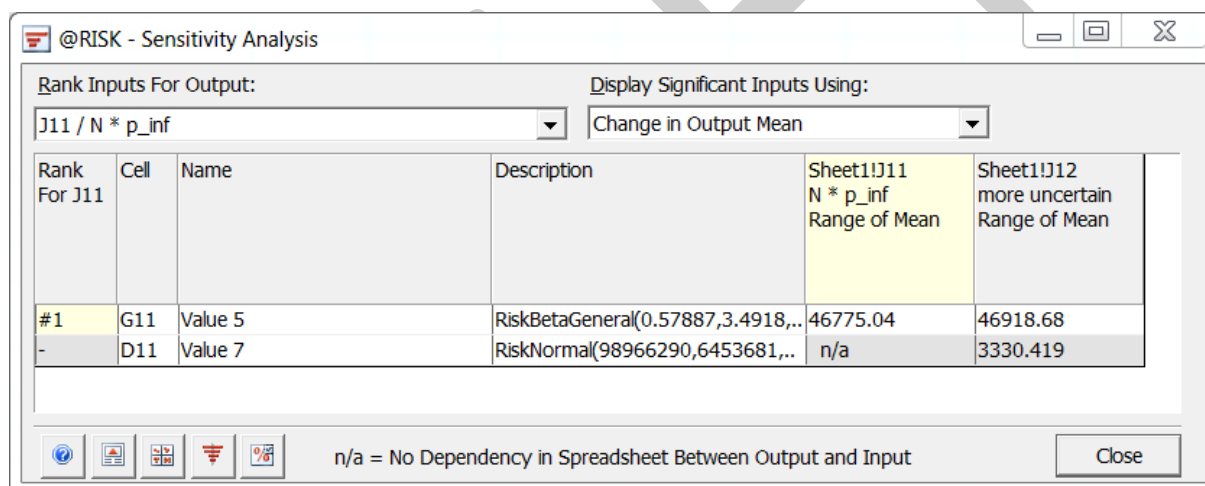 @RISK - Sensitivity Analysis
Rank Inputs For Output:
Display Significant Inputs Using:
J11 / N * p_inf
Change in Output Mean
Rank For J11
Cell
Name
Description
Sheet1!J11
N * p_inf
Range of Mean
Sheet1!J12
more uncertain
Range of Mean
#1 G11 Value 5 RiskBetaGeneral(0.57887,3.4918,.. 46775.04 46918.68
- D11 Value 7 RiskNormal(98966290,6453681,.. n/a 3330.419
n/a = No Dependency in Spreadsheet Between Output and Input
Close